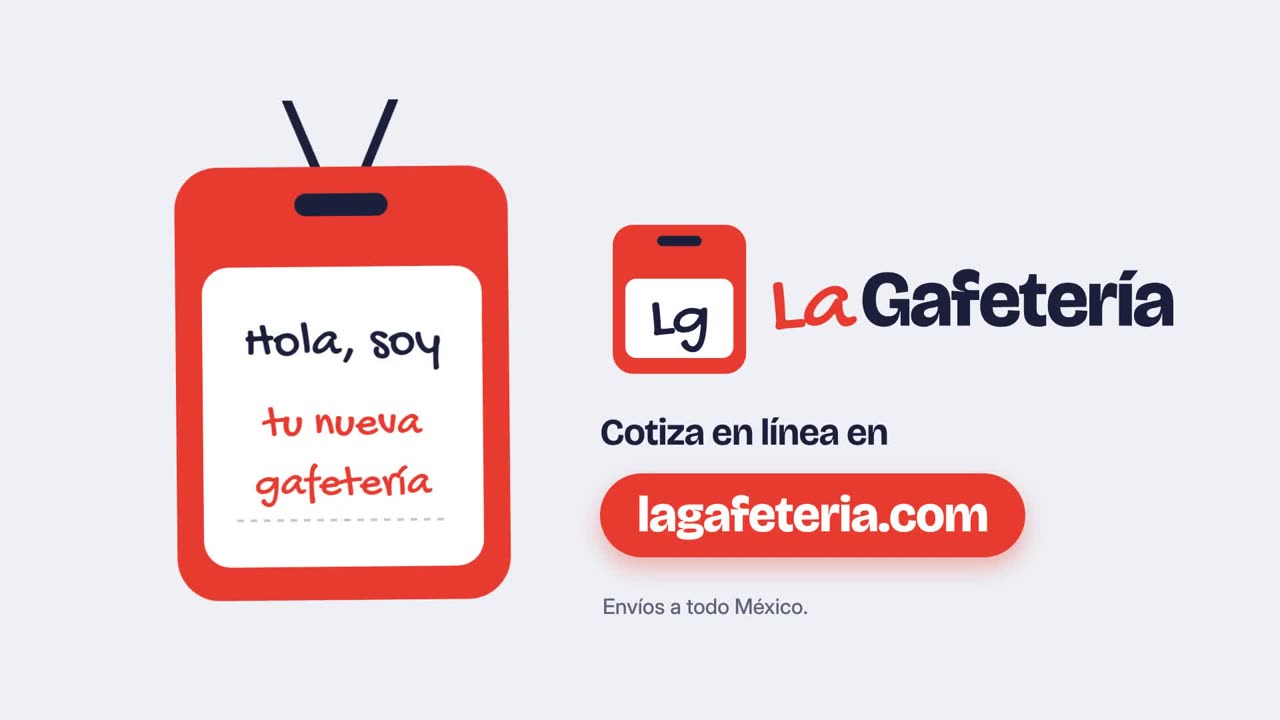 Hola, soy
tu nueva
gafetería
Lg
La Gafetería
Cotiza en línea en
lagafeteria.com
Envíos a todo México.